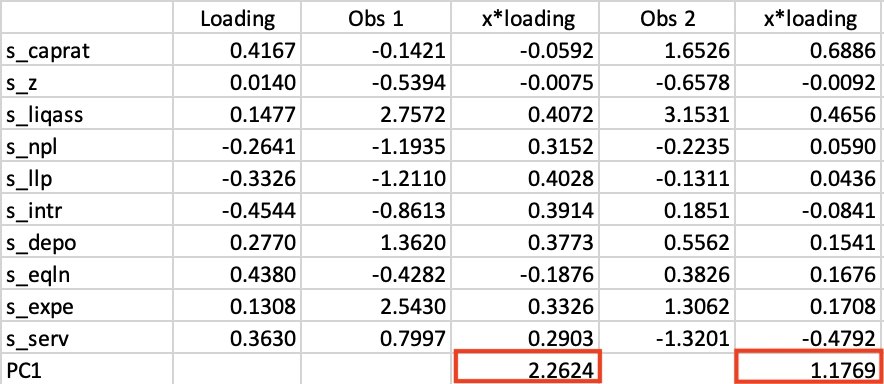 Loading Obs 1 x*loading Obs 2 x*loading
s_caprat 0.4167 -0.1421 -0.0592 1.6526 0.6886
s_z 0.0140 -0.5394 -0.0075 -0.6578 -0.0092
s_liqass 0.1477 2.7572 0.4072 3.1531 0.4656
s_npl -0.2641 -1.1935 0.3152 -0.2235 0.0590
s_llp -0.3326 -1.2110 0.4028 -0.1311 0.0436
s_intr -0.4544 -0.8613 0.3914 0.1851 -0.0841
s_depo 0.2770 1.3620 0.3773 0.5562 0.1541
s_eqln 0.4380 -0.4282 -0.1876 0.3826 0.1676
s_expe 0.1308 2.5430 0.3326 1.3062 0.1708
s_serv 0.3630 0.7997 0.2903 -1.3201 -0.4792
PC1 2.2624 1.1769